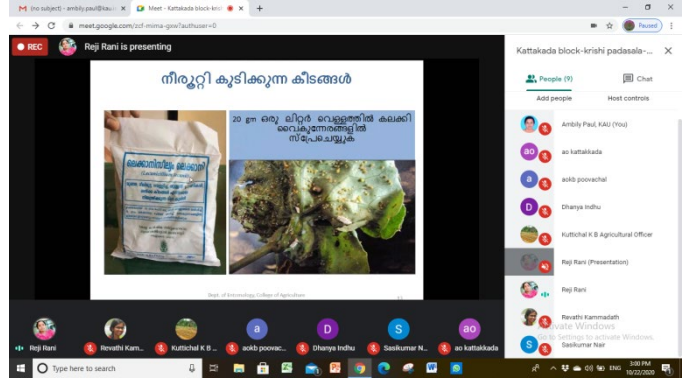 (no subject) - ambily.paul@kau
Meet - Kattakada block-krish
meet.google.com/zcf-mima-gxw?authuser=0
Paused
REC
Reji Rani is presenting
Kattakada block-krishi padasala-...
People (9)
Chat
Add people
Host controls
നീരൂറ്റി കുടിക്കുന്ന കീടങ്ങൾ
20 gm ഒരു ലിറ്റർ വെള്ളത്തിൽ കലക്കി
വൈകുന്നേരങ്ങളിൽ
സ്പ്രേചെയ്യുക
ലെക്കാനിസീലിയം ലെക്കാനി
Dept. of Entomology, College of Agriculture
Ambily Paul, KAU (You)
ao kattakkada
aokb poovachal
Dhanya Indhu
Kuttichal K B Agricultural Officer
Reji Rani (Presentation)
Reji Rani
Revathi Kammadath
Sasikumar Nair
Activate Windows
Go to Settings to activate Windows.
Reji Rani
Revathi Kam...
Kuttichal K B ...
aokb poovac...
Dhanya Indhu
Sasikumar N...
ao kattakkada
Type here to search
ENG
3:00 PM
10/22/2020